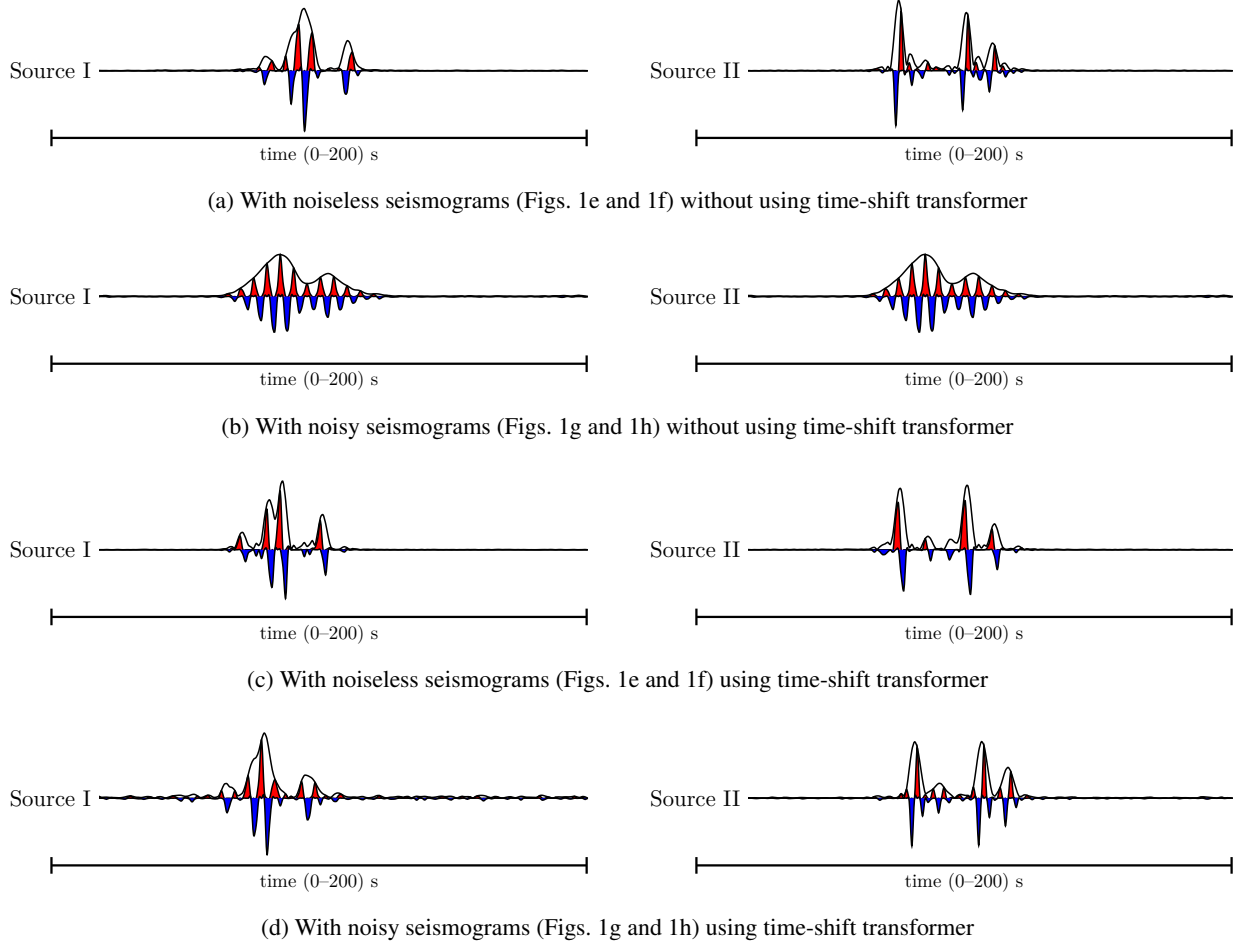 Source I
Source II
time (0–200) s
time (0–200) s
(a) With noiseless seismograms (Figs. 1e and 1f) without using time-shift transformer
Source I
Source II
time (0–200) s
time (0–200) s
(b) With noisy seismograms (Figs. 1g and 1h) without using time-shift transformer
Source I
Source II
time (0–200) s
time (0–200) s
(c) With noiseless seismograms (Figs. 1e and 1f) using time-shift transformer
Source I
Source II
time (0–200) s
time (0–200) s
(d) With noisy seismograms (Figs. 1g and 1h) using time-shift transformer